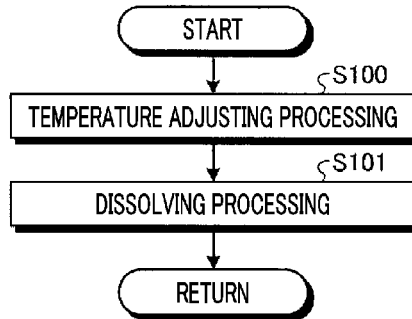 START
S100
TEMPERATURE ADJUSTING PROCESSING
S101
DISSOLVING PROCESSING
RETURN